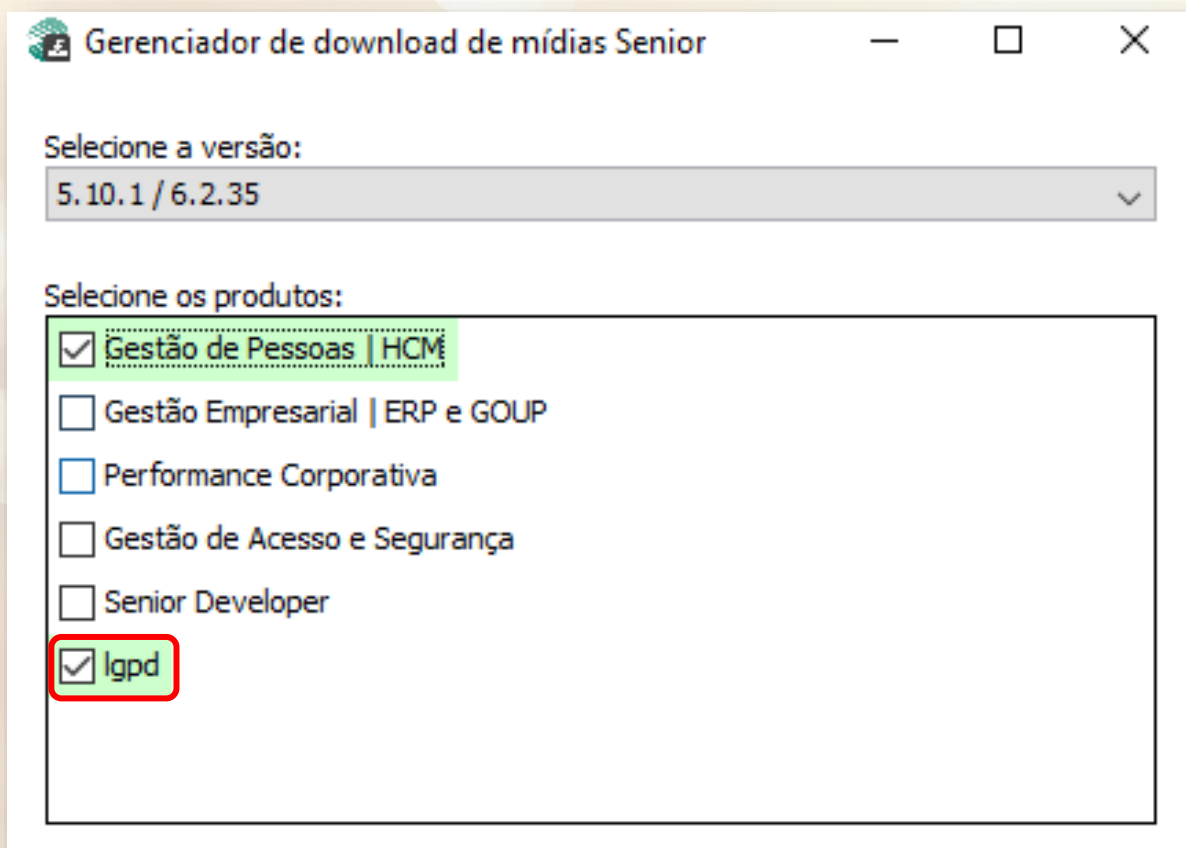 Gerenciador de download de mídias Senior
Selecione a versão:
5.10.1 / 6.2.35
Selecione os produtos:
Gestão de Pessoas | HCM
Gestão Empresarial | ERP e GOUP
Performance Corporativa
Gestão de Acesso e Segurança
Senior Developer
lgpd